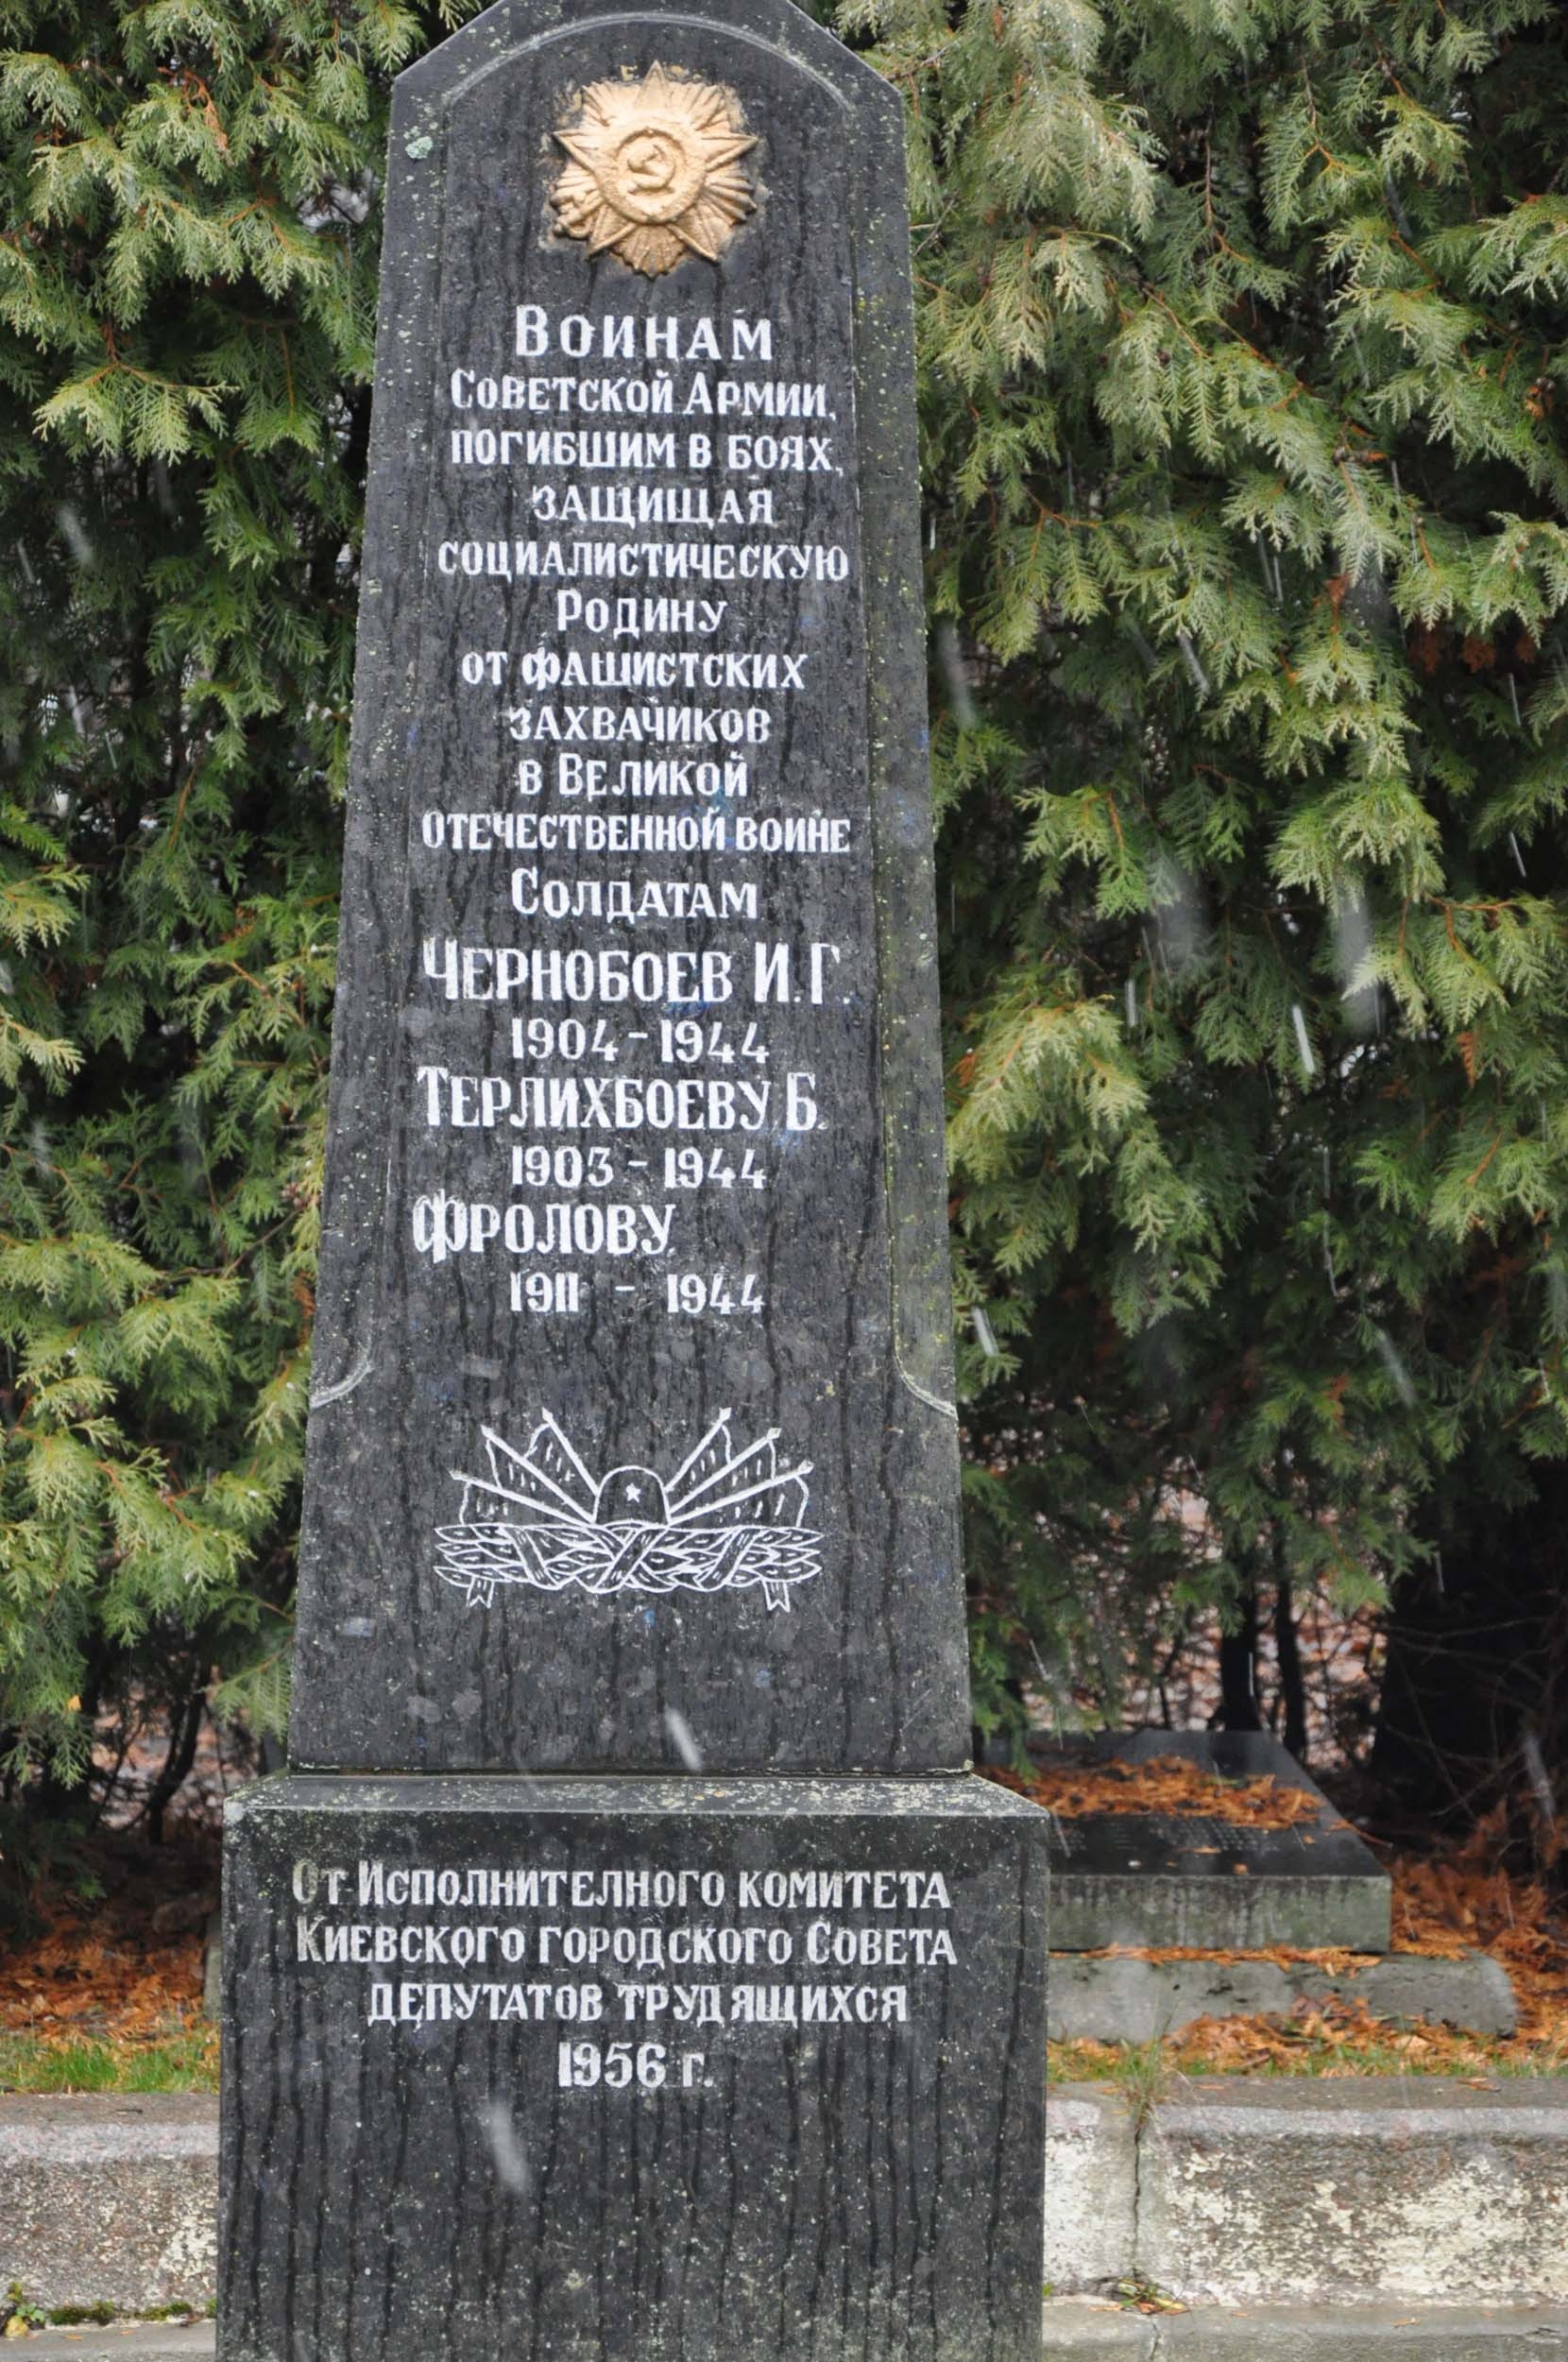 Воинам
Советской Армии,
погибшим в боях,
защищая
социалистическую
Родину
от фашистских
захвачиков
в Великой
отечественной воине
Солдатам
Чернобоев И.Г.
1904 - 1944
Терлихбоеву Б.
1903 - 1944
Фролову.
1911 - 1944
От Исполнителного комитета
Киевского городского Совета
депутатов трудящихся
1956 г.